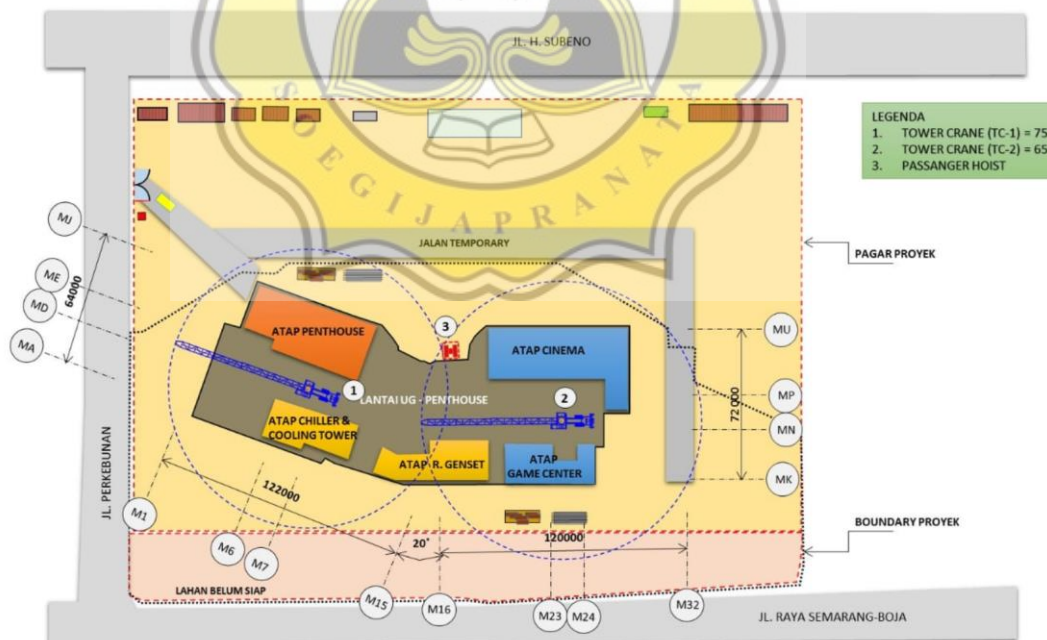 JL. H. SUBENO
SOEGIJAPRANATA
LEGENDA
1. TOWER CRANE (TC-1) = 75
2. TOWER CRANE (TC-2) = 65
3. PASSANGER HOIST
JALAN TEMPORARY
PAGAR PROYEK
MJ
ME
MD
MA
64000
ATAP PENTHOUSE
3
ATAP CINEMA
MU
MP
MN
MK
72000
1
2
LANTAI UG - PENTHOUSE
ATAP CHILLER &
COOLING TOWER
ATAP R. GENSET
ATAP
GAME CENTER
JL. PERKEBUNAN
M1
122000
M6
M7
20°
120000
BOUNDARY PROYEK
LAHAN BELUM SIAP
M15
M16
M23
M24
M32
JL. RAYA SEMARANG-BOJA